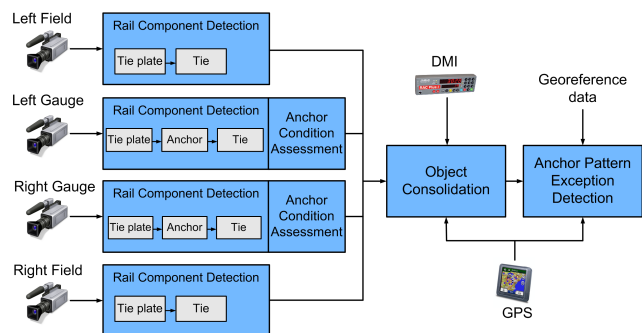 Left Field
Rail Component Detection
Tie plate
Tie
Left Gauge
Rail Component Detection
Tie plate
Anchor
Tie
Anchor
Condition
Assessment
Right Gauge
Rail Component Detection
Tie plate
Anchor
Tie
Anchor
Condition
Assessment
Right Field
Rail Component Detection
Tie plate
Tie
DMI
Object
Consolidation
Georeference
data
Anchor Pattern
Exception
Detection
GPS